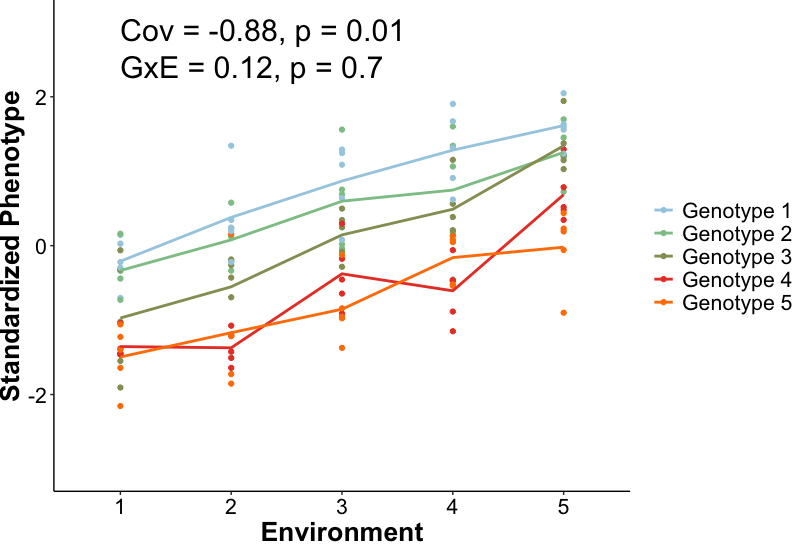 Cov = -0.88, p = 0.01
GxE = 0.12, p = 0.7
Standardized Phenotype
2
0
-2
1 2 3 4 5
Environment
Genotype 1
Genotype 2
Genotype 3
Genotype 4
Genotype 5